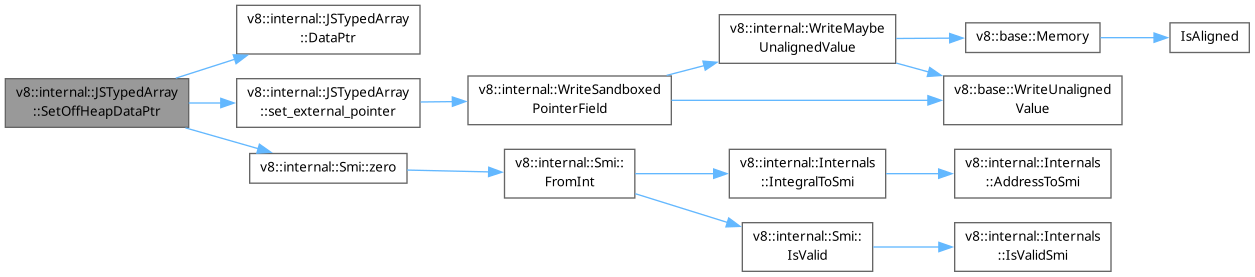 v8::internal::JSTypedArray
::SetOffHeapDataPtr
v8::internal::JSTypedArray
::DataPtr
v8::internal::JSTypedArray
::set_external_pointer
v8::internal::Smi::zero
v8::internal::WriteSandboxed
PointerField
v8::internal::Smi::
FromInt
v8::internal::WriteMaybe
UnalignedValue
v8::internal::Internals
::IntegralToSmi
v8::internal::Smi::
IsValid
v8::base::Memory
v8::base::WriteUnaligned
Value
v8::internal::Internals
::AddressToSmi
v8::internal::Internals
::IsValidSmi
IsAligned